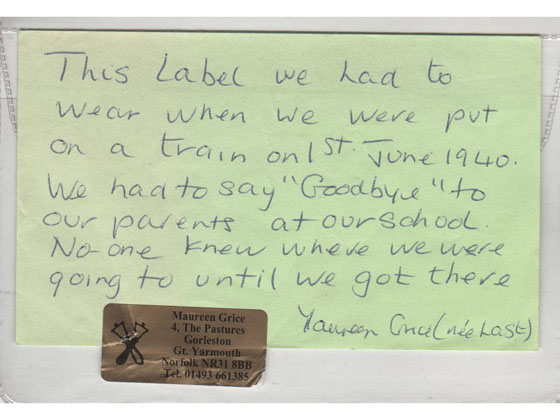 This Label we had to
wear when we were put
on a train on 1st. June 1940.
We had to say "Goodbye" to
our parents at our school.
No-one knew where we were
going to until we got there
Maureen Grice (née Last)
Maureen Grice
4, The Pastures
Gorleston
Gt. Yarmouth
Norfolk NR31 8BB
Tel. 01493 661385